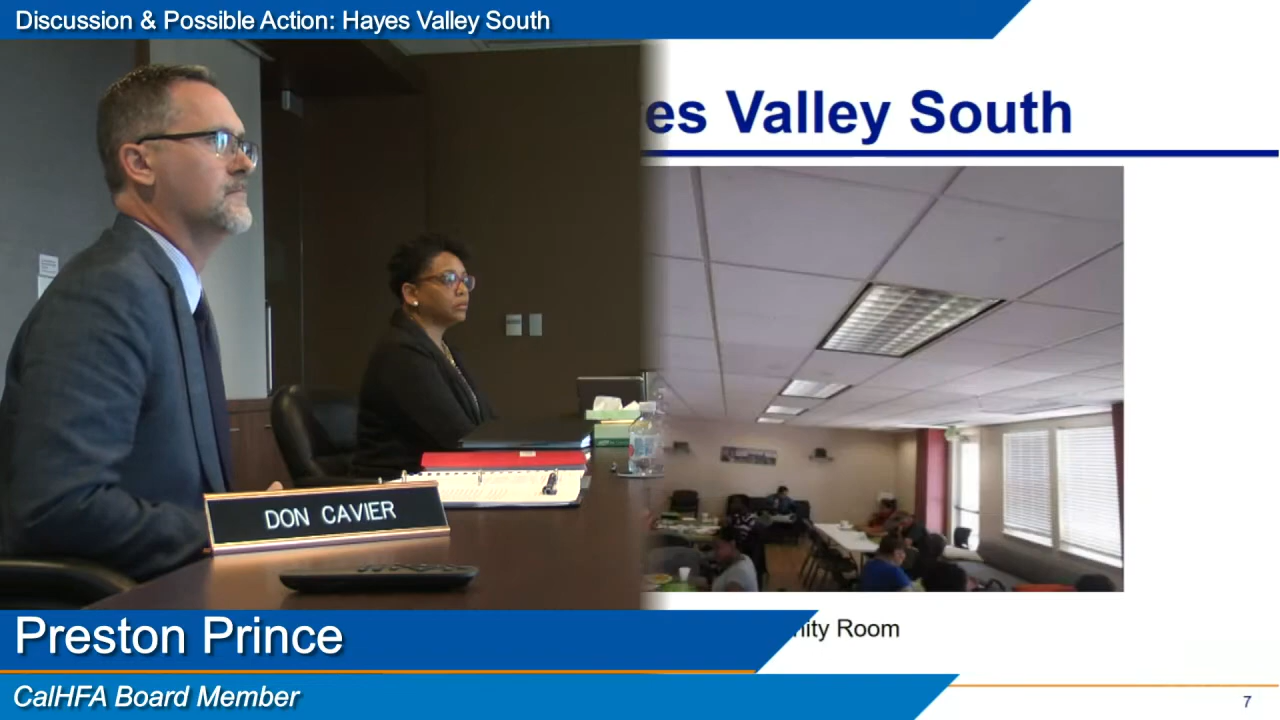 Discussion & Possible Action: Hayes Valley South
es Valley South
DON CAVIER
nity Room
Preston Prince
CalHFA Board Member
7